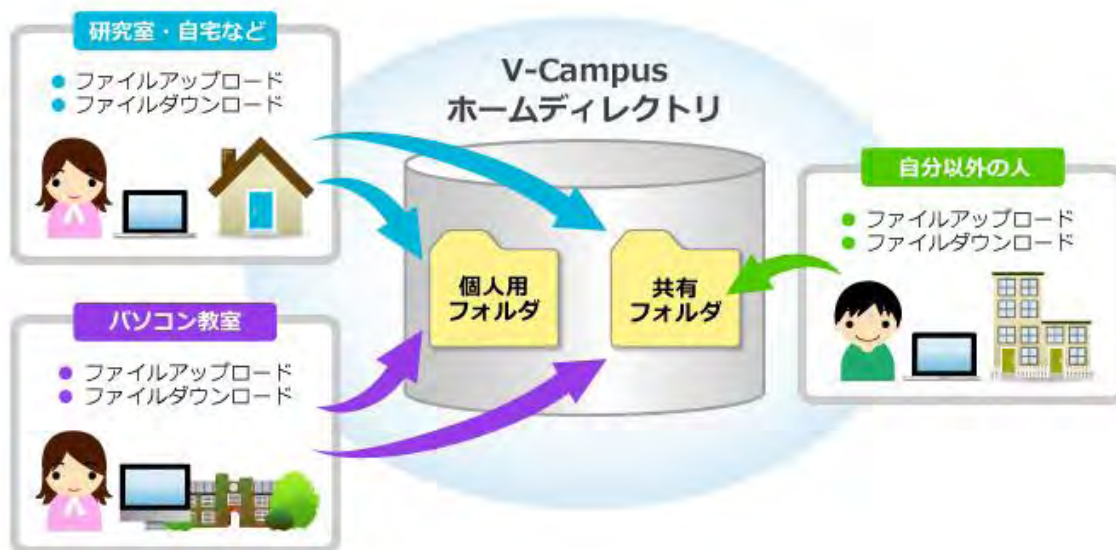 研究室・自宅など
● ファイルアップロード
● ファイルダウンロード
V-Campus
ホームディレクトリ
個人用
フォルダ
共有
フォルダ
自分以外の人
● ファイルアップロード
● ファイルダウンロード
パソコン教室
● ファイルアップロード
● ファイルダウンロード